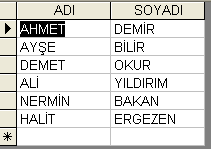 ADI SOYADI
AHMET DEMİR
AYŞE BİLİR
DEMET OKUR
ALİ YILDIRIM
NERMİN BAKAN
HALİT ERGEZEN